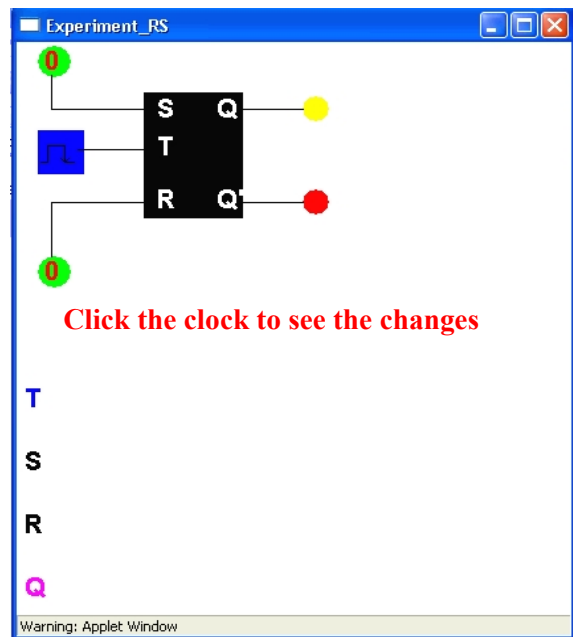 Experiment_RS
0
S Q
T
R Q'
0
Click the clock to see the changes
T
S
R
Q
Warning: Applet Window